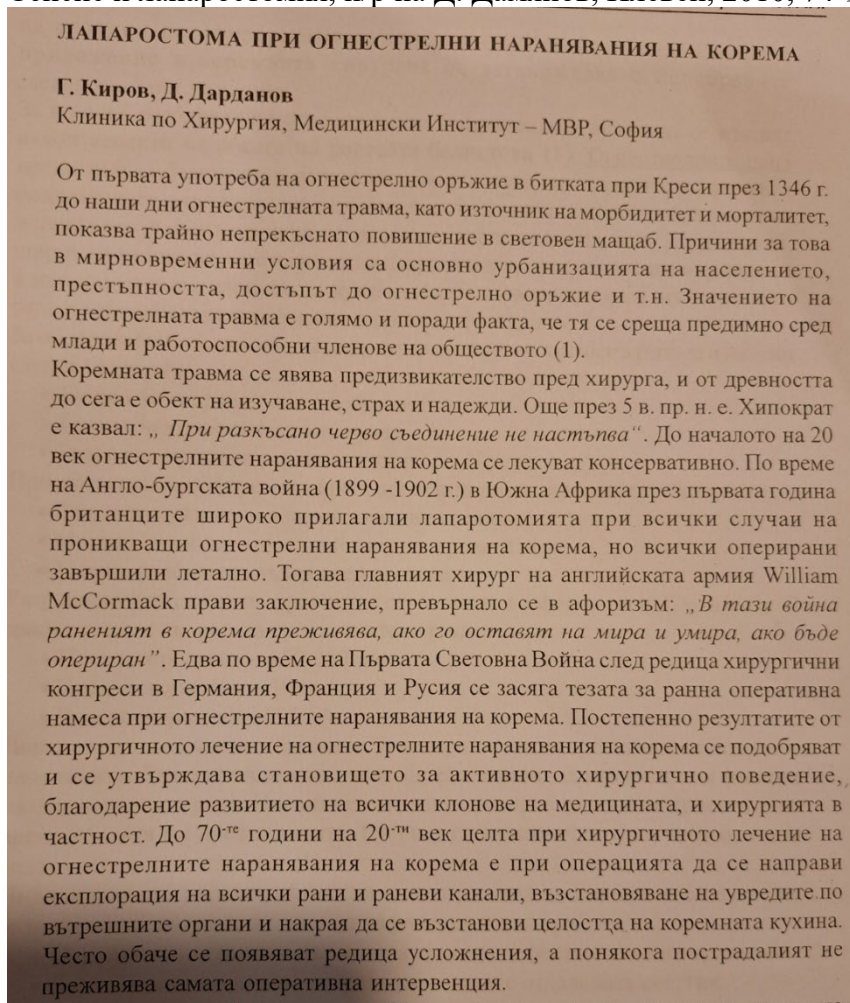 ЛАПАРОСТОМА ПРИ ОГНЕСТРЕЛНИ НАРАНЯВАНИЯ НА КОРЕМА
Г. Киров, Д. Дарданов
Клиника по Хирургия, Медицински Институт – МВР, София
От първата употреба на огнестрелно оръжие в битката при Креси през 1346 г.
до наши дни огнестрелната травма, като източник на морбидитет и морталитет,
показва трайно непрекъснато повишение в световен мащаб. Причини за това
в мирновременни условия са основно урбанизацията на населението,
престъпността, достъпът до огнестрелно оръжие и т.н. Значението на
огнестрелната травма е голямо и поради факта, че тя се среща предимно сред
млади и работоспособни членове на обществото (1).
Коремната травма се явява предизвикателство пред хирурга, и от древността
до сега е обект на изучаване, страх и надежди. Още през 5 в. пр. н. е. Хипократ
е казвал: „ При разкъсано черво съединение не настъпва“. До началото на 20
век огнестрелните наранявания на корема се лекуват консервативно. По време
на Англо-бургската война (1899 -1902 г.) в Южна Африка през първата година
британците широко прилагали лапаротомията при всички случаи на
проникващи огнестрелни наранявания на корема, но всички оперирани
завършили летално. Тогава главният хирург на английската армия William
McCormack прави заключение, превърнало се в афоризъм: „В тази война
раненият в корема преживява, ако го оставят на мира и умира, ако бъде
опериран”. Едва по време на Първата Световна Война след редица хирургични
конгреси в Германия, Франция и Русия се засяга тезата за ранна оперативна
намеса при огнестрелните наранявания на корема. Постепенно резултатите от
хирургичното лечение на огнестрелните наранявания на корема се подобряват
и се утвърждава становището за активното хирургично поведение,
благодарение развитието на всички клонове на медицината, и хирургията в
частност. До 70-те години на 20-ти век целта при хирургичното лечение на
огнестрелните наранявания на корема е при операцията да се направи
експлорация на всички рани и раневи канали, възстановяване на увредите по
вътрешните органи и накрая да се възстанови целостта на коремната кухина.
Често обаче се появяват редица усложнения, а понякога пострадалият не
преживява самата оперативна интервенция.